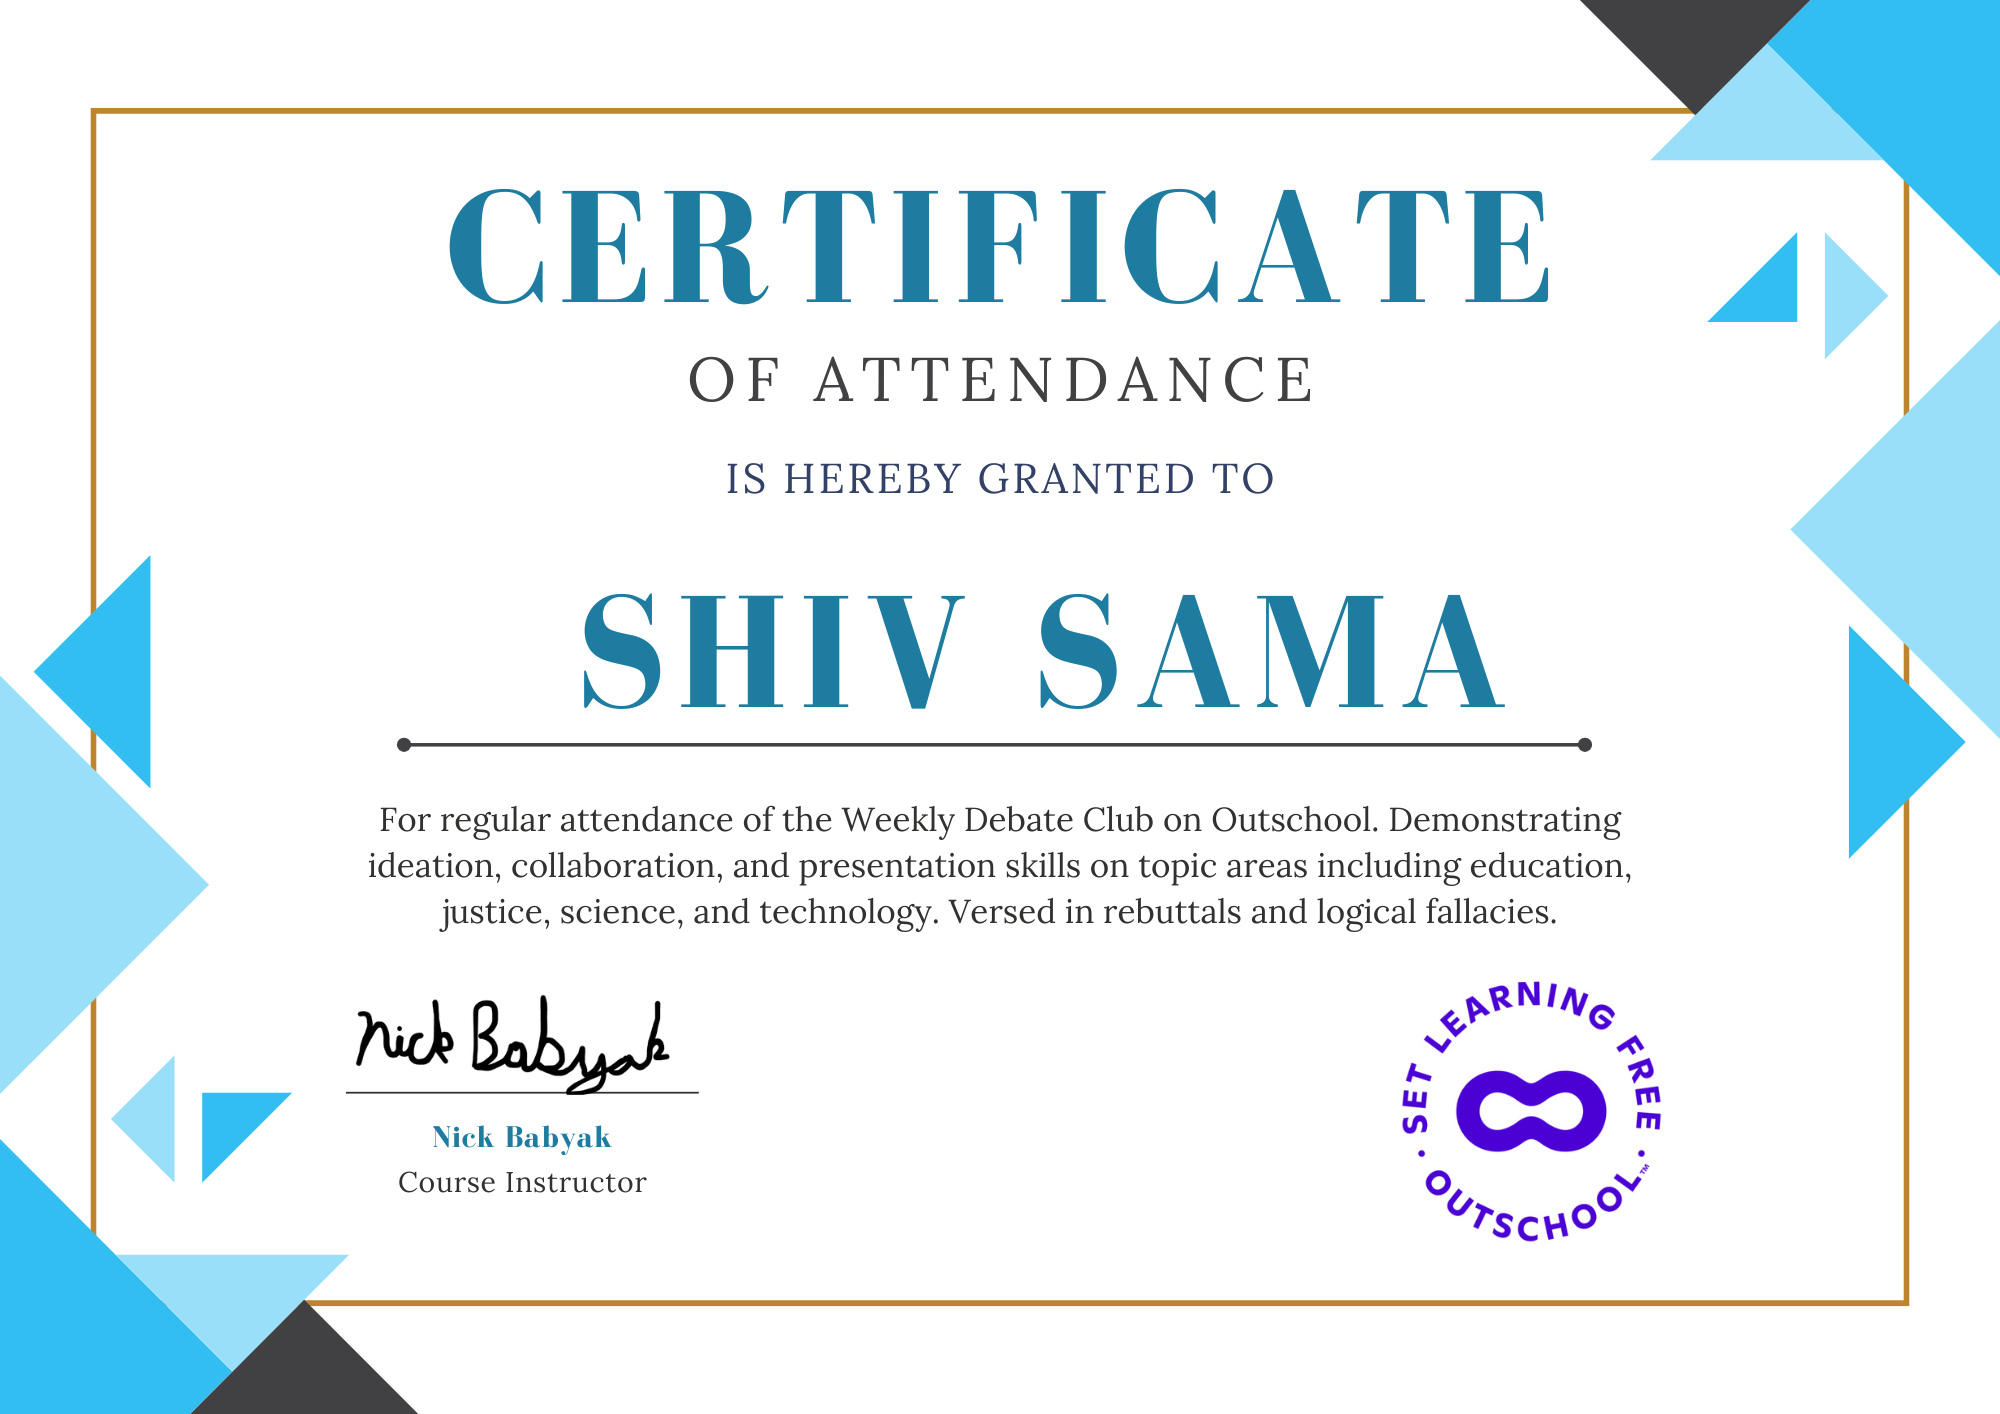 CERTIFICATE
OF ATTENDANCE
IS HEREBY GRANTED TO
SHIV SAMA
For regular attendance of the Weekly Debate Club on Outschool. Demonstrating
ideation, collaboration, and presentation skills on topic areas including education,
justice, science, and technology. Versed in rebuttals and logical fallacies.
Nick Babyak
Nick Babyak
Course Instructor
· SET LEARNING FREE ·
OUTSCHOOL™